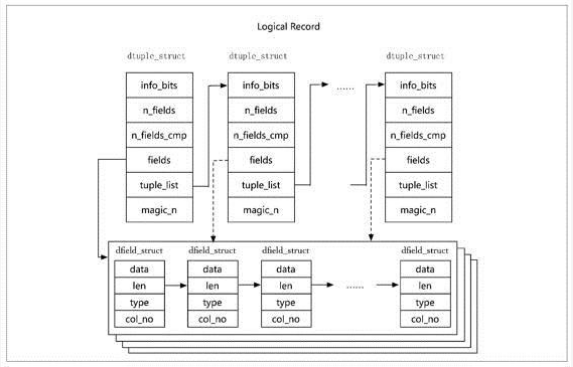 Logical Record
dtuple_struct dtuple_struct dtuple_struct
info_bits info_bits ...... info_bits
n_fields n_fields n_fields
n_fields_cmp n_fields_cmp n_fields_cmp
fields fields fields
tuple_list tuple_list tuple_list
magic_n magic_n magic_n
dfield_struct dfield_struct dfield_struct dfield_struct
data data data data
len len len ...... len
type type type type
col_no col_no col_no col_no